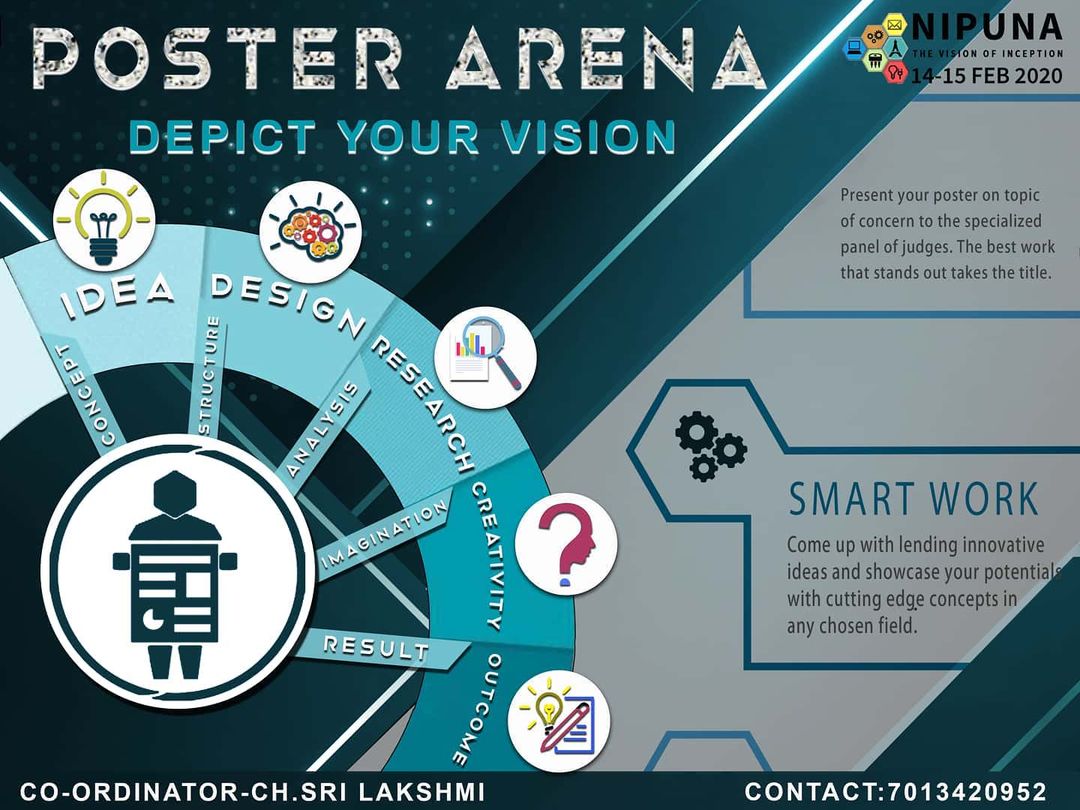 POSTER ARENA
DEPICT YOUR VISION
NIPUNA
THE VISION OF INCEPTION
14-15 FEB 2020
Present your poster on topic
of concern to the specialized
panel of judges. The best work
that stands out takes the title.
IDEA
DESIGN
RESEARCH
CREATIVITY
OUTCOME
CONCEPT
STRUCTURE
ANALYSIS
IMAGINATION
RESULT
SMART WORK
Come up with lending innovative
ideas and showcase your potentials
with cutting edge concepts in
any chosen field.
CO-ORDINATOR-CH.SRI LAKSHMI
CONTACT:7013420952